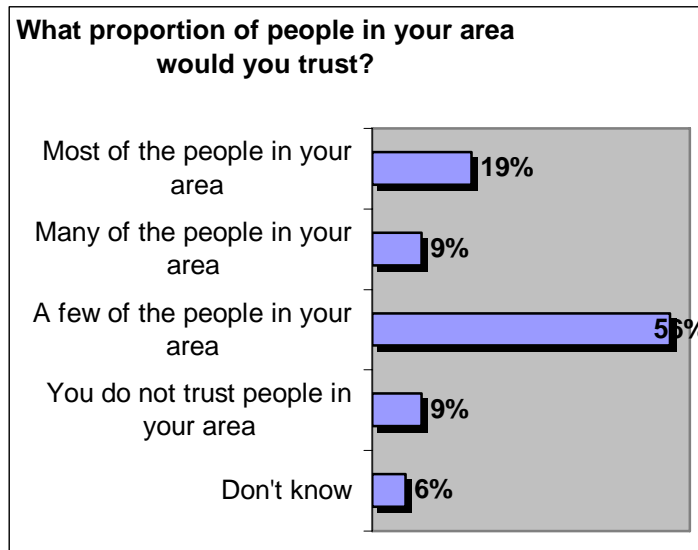 What proportion of people in your area
would you trust?
Most of the people in your
area
19%
Many of the people in your
area
9%
A few of the people in your
area
56%
You do not trust people in
your area
9%
Don't know
6%